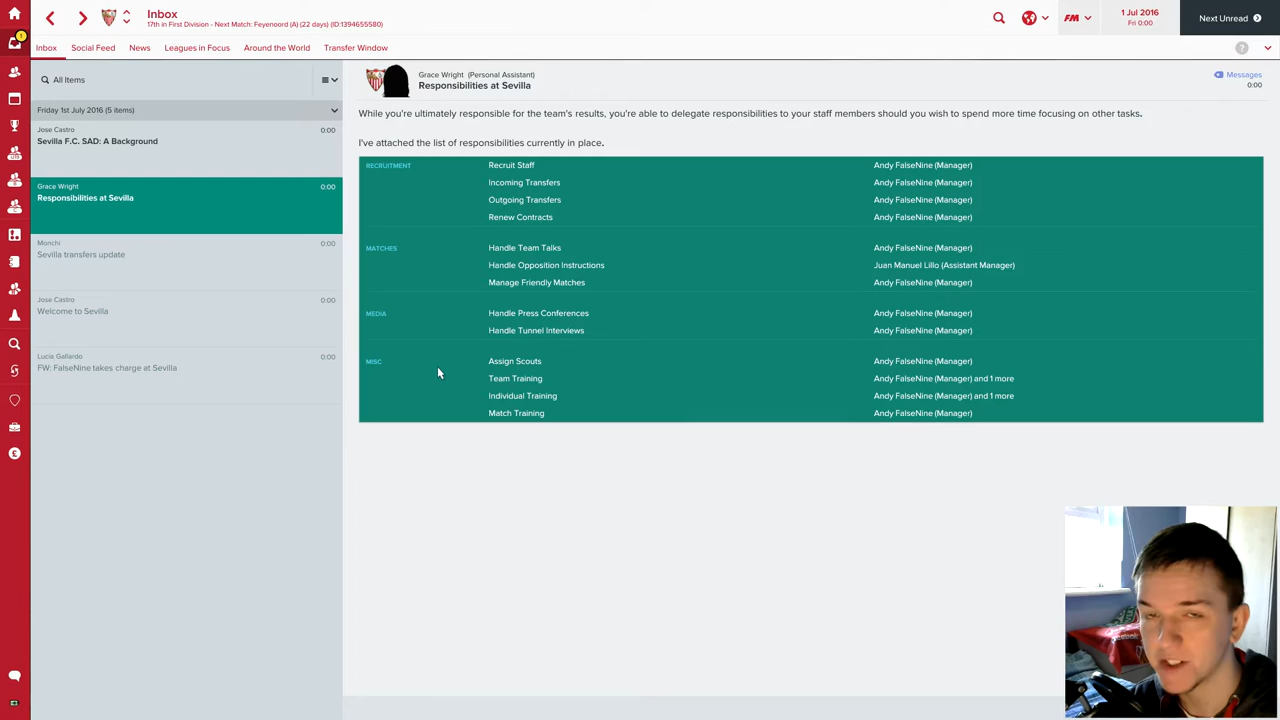 Inbox
17th in First Division - Next Match: Feyenoord (A) (22 days) (ID:1394655580)
FM
1 Jul 2016
Fri 0:00
Next Unread
1
Inbox Social Feed News Leagues in Focus Around the World Transfer Window
?
All Items
Friday 1st July 2016 (5 items)
Jose Castro 0:00
Sevilla F.C. SAD: A Background
Grace Wright 0:00
Responsibilities at Sevilla
Monchi 0:00
Sevilla transfers update
Jose Castro 0:00
Welcome to Sevilla
Lucia Gallardo 0:00
FW: FalseNine takes charge at Sevilla
Grace Wright (Personal Assistant)
Responsibilities at Sevilla
Messages
0:00
While you're ultimately responsible for the team's results, you're able to delegate responsibilities to your staff members should you wish to spend more time focusing on other tasks.
I've attached the list of responsibilities currently in place.
RECRUITMENT Recruit Staff Andy FalseNine (Manager)
Incoming Transfers Andy FalseNine (Manager)
Outgoing Transfers Andy FalseNine (Manager)
Renew Contracts Andy FalseNine (Manager)
MATCHES Handle Team Talks Andy FalseNine (Manager)
Handle Opposition Instructions Juan Manuel Lillo (Assistant Manager)
Manage Friendly Matches Andy FalseNine (Manager)
MEDIA Handle Press Conferences Andy FalseNine (Manager)
Handle Tunnel Interviews Andy FalseNine (Manager)
MISC Assign Scouts Andy FalseNine (Manager)
Team Training Andy FalseNine (Manager) and 1 more
Individual Training Andy FalseNine (Manager) and 1 more
Match Training Andy FalseNine (Manager)